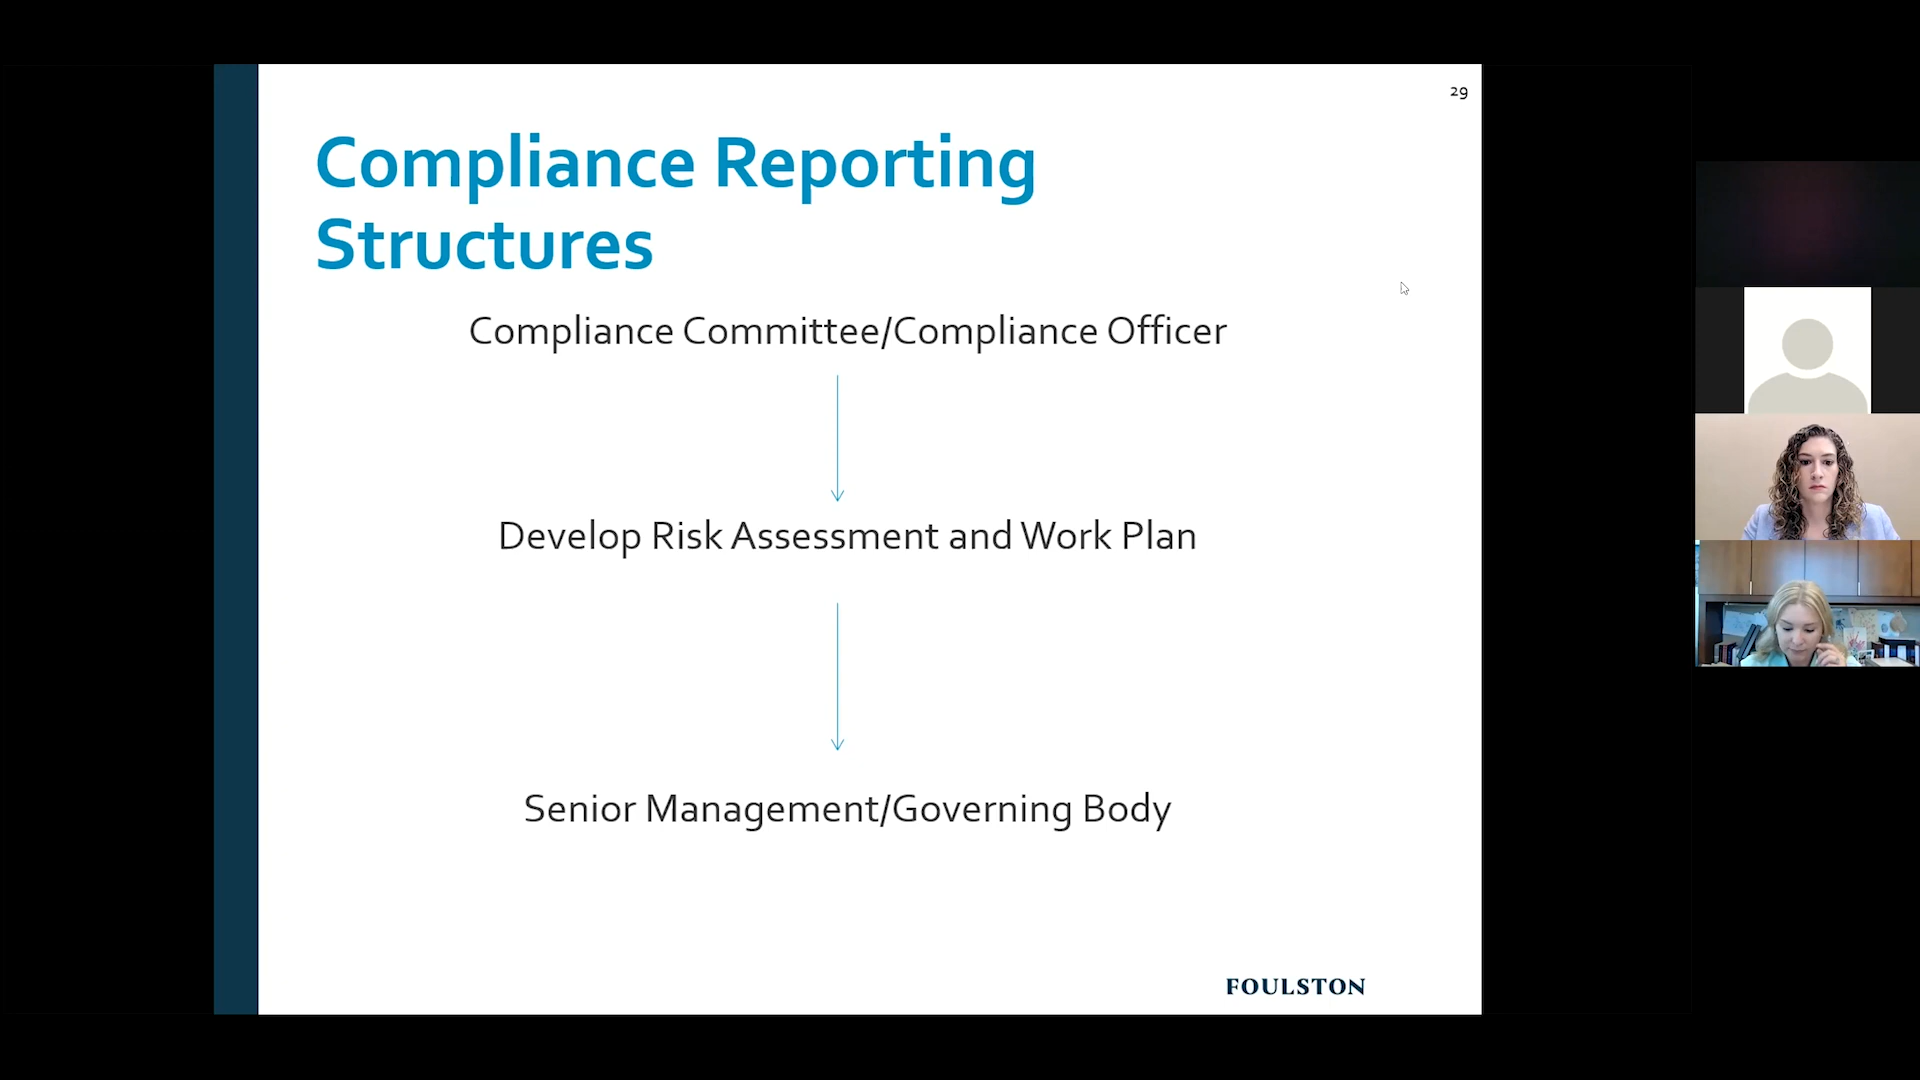 29
Compliance Reporting
Structures
Compliance Committee/Compliance Officer
Develop Risk Assessment and Work Plan
Senior Management/Governing Body
FOULSTON